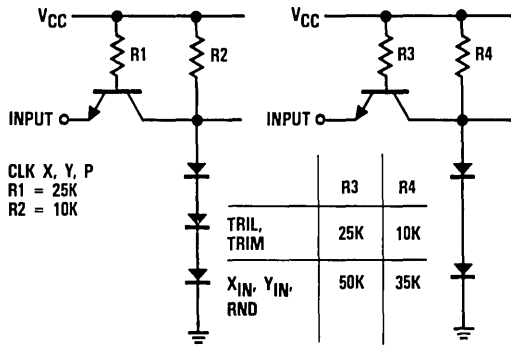 VCC
R1
R2
INPUT
CLK X, Y, P
R1 = 25K
R2 = 10K
VCC
R3
R4
INPUT
R3 R4
TRIL, TRIM 25K 10K
XIN, YIN, RND 50K 35K